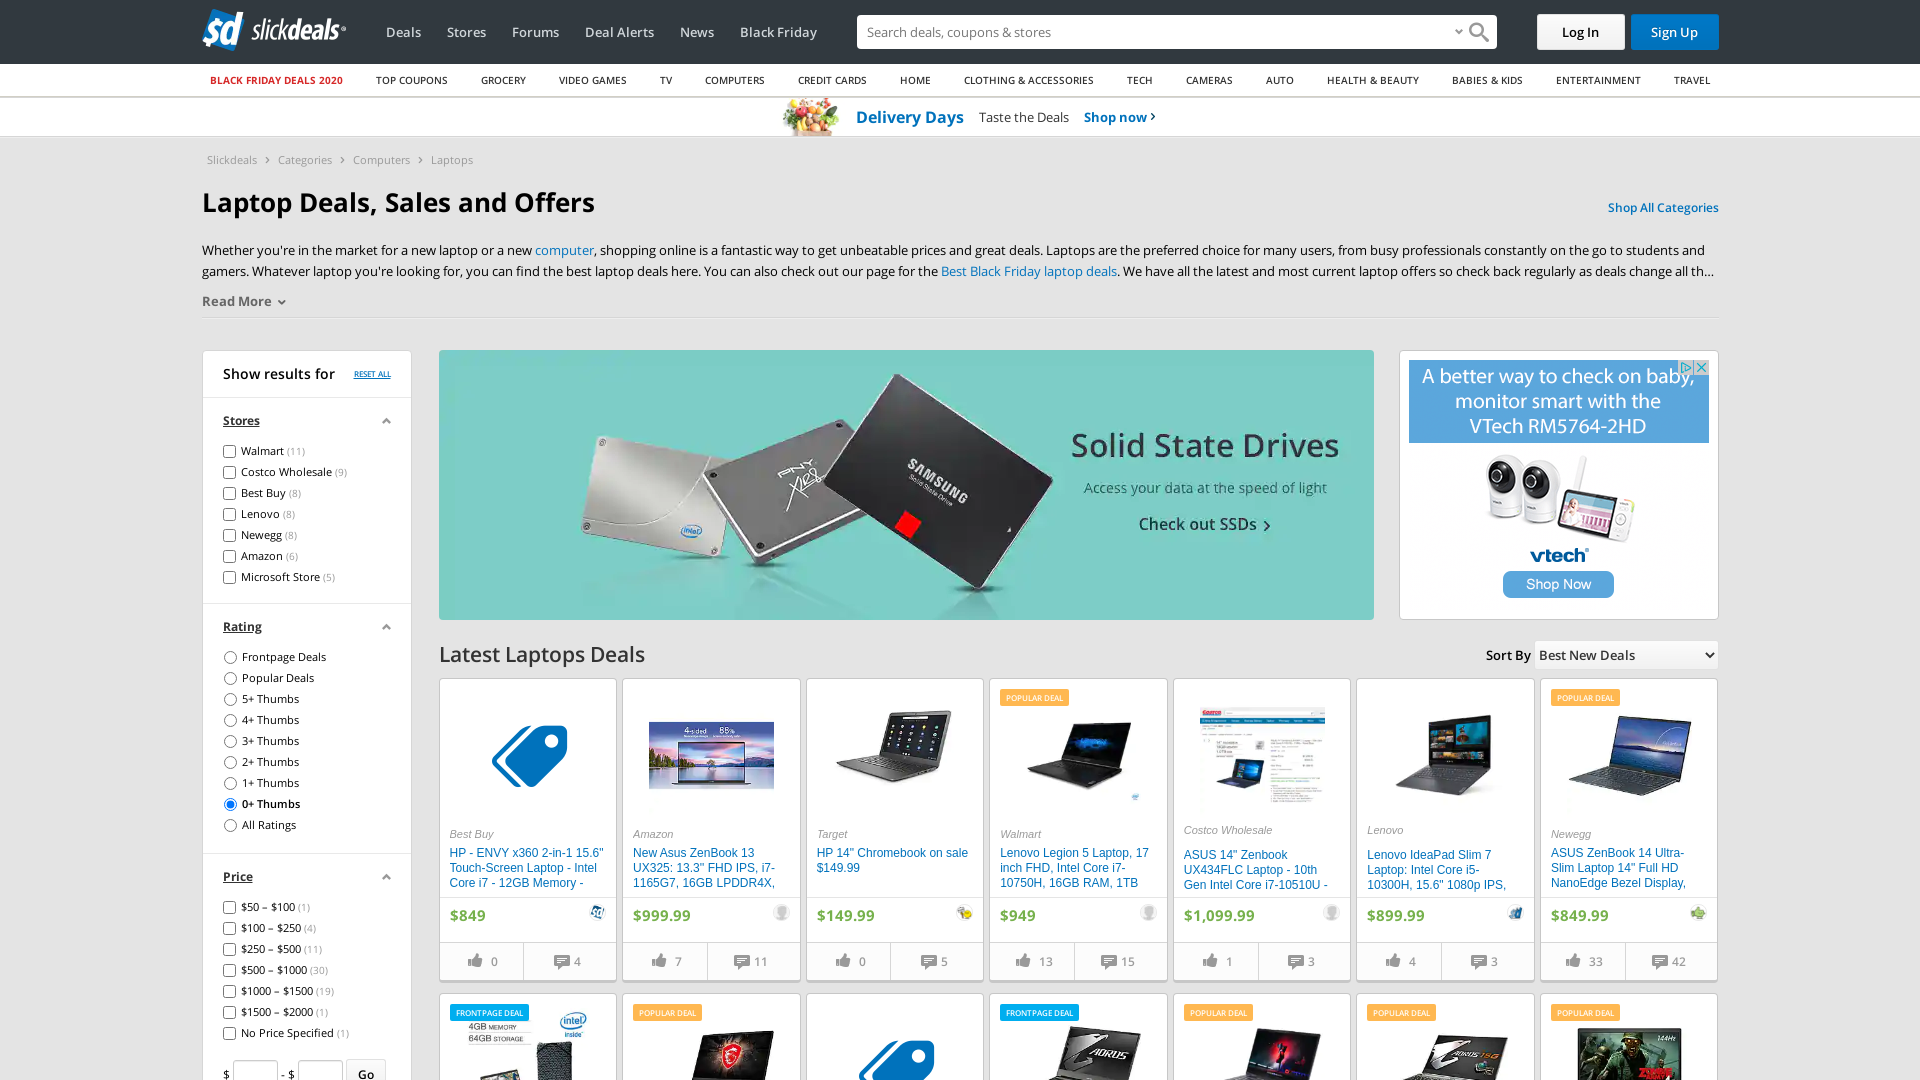 slickdeals
Deals
Stores
Forums
Deal Alerts
News
Black Friday
Search deals, coupons & stores
Log In
Sign Up
BLACK FRIDAY DEALS 2020
TOP COUPONS
GROCERY
VIDEO GAMES
TV
COMPUTERS
CREDIT CARDS
HOME
CLOTHING & ACCESSORIES
TECH
CAMERAS
AUTO
HEALTH & BEAUTY
BABIES & KIDS
ENTERTAINMENT
TRAVEL
Delivery Days Taste the Deals Shop now
Slickdeals > Categories > Computers > Laptops
Laptop Deals, Sales and Offers
Shop All Categories
Whether you're in the market for a new laptop or a new computer, shopping online is a fantastic way to get unbeatable prices and great deals. Laptops are the preferred choice for many users, from busy professionals constantly on the go to students and
gamers. Whatever laptop you're looking for, you can find the best laptop deals here. You can also check out our page for the Best Black Friday laptop deals. We have all the latest and most current laptop offers so check back regularly as deals change all th...
Read More
Show results for RESET ALL
Stores
Walmart (11)
Costco Wholesale (9)
Best Buy (8)
Lenovo (8)
Newegg (8)
Amazon (6)
Microsoft Store (5)
Rating
Frontpage Deals
Popular Deals
5+ Thumbs
4+ Thumbs
3+ Thumbs
2+ Thumbs
1+ Thumbs
0+ Thumbs
All Ratings
Price
$50 – $100 (1)
$100 – $250 (4)
$250 – $500 (11)
$500 – $1000 (30)
$1000 – $1500 (19)
$1500 – $2000 (1)
No Price Specified (1)
$ - $ Go
intel
SAMSUNG
Solid State Drive
Solid State Drives
Access your data at the speed of light
Check out SSDs >
A better way to check on baby,
monitor smart with the
VTech RM5764-2HD
vtech
Shop Now
Latest Laptops Deals
Sort By Best New Deals
Best Buy
HP - ENVY x360 2-in-1 15.6"
Touch-Screen Laptop - Intel
Core i7 - 12GB Memory -
$849
0
4
4-sided 88%
Amazon
New Asus ZenBook 13
UX325: 13.3" FHD IPS, i7-
1165G7, 16GB LPDDR4X,
$999.99
7
11
Target
HP 14" Chromebook on sale
$149.99
$149.99
0
5
POPULAR DEAL
Walmart
Lenovo Legion 5 Laptop, 17
inch FHD, Intel Core i7-
10750H, 16GB RAM, 1TB
$949
13
15
Costco Wholesale
ASUS 14" Zenbook
UX434FLC Laptop - 10th
Gen Intel Core i7-10510U -
$1,099.99
1
3
Lenovo
Lenovo IdeaPad Slim 7
Laptop: Intel Core i5-
10300H, 15.6" 1080p IPS,
$899.99
4
3
POPULAR DEAL
Newegg
ASUS ZenBook 14 Ultra-
Slim Laptop 14" Full HD
NanoEdge Bezel Display,
$849.99
33
42
FRONTPAGE DEAL
4GB MEMORY
64GB STORAGE
intel
inside
POPULAR DEAL
FRONTPAGE DEAL
AORUS
POPULAR DEAL
POPULAR DEAL
AORUS 15G
POPULAR DEAL
144Hz